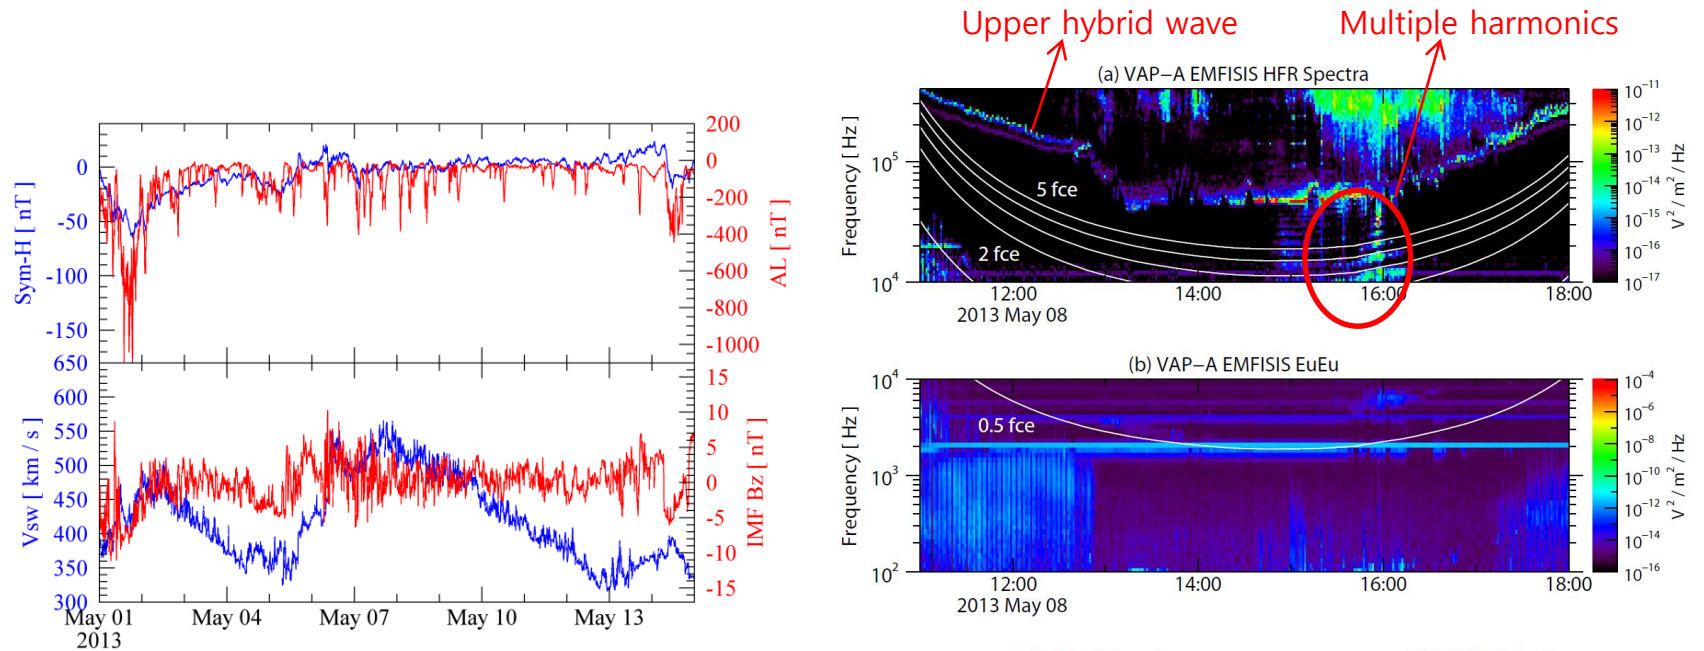 Upper hybrid wave
Multiple harmonics
(a) VAP−A EMFISIS HFR Spectra
Frequency [ Hz ]
10^5
10^4
5 fce
2 fce
12:00 14:00 16:00 18:00
2013 May 08
10^-11
10^-12
10^-13
10^-14
10^-15
10^-16
10^-17
V^2 / m^2 / Hz
(b) VAP−A EMFISIS EuEu
Frequency [ Hz ]
10^4
10^3
10^2
0.5 fce
12:00 14:00 16:00 18:00
2013 May 08
10^-4
10^-6
10^-8
10^-10
10^-12
10^-14
10^-16
V^2 / m^2 / Hz
Sym-H [ nT ]
0
-50
-100
-150
AL [ nT ]
200
0
-200
-400
-600
-800
-1000
Vsw [ km / s ]
650
600
550
500
450
400
350
300
IMF Bz [ nT ]
15
10
5
0
-5
-10
-15
May 01 May 04 May 07 May 10 May 13
2013